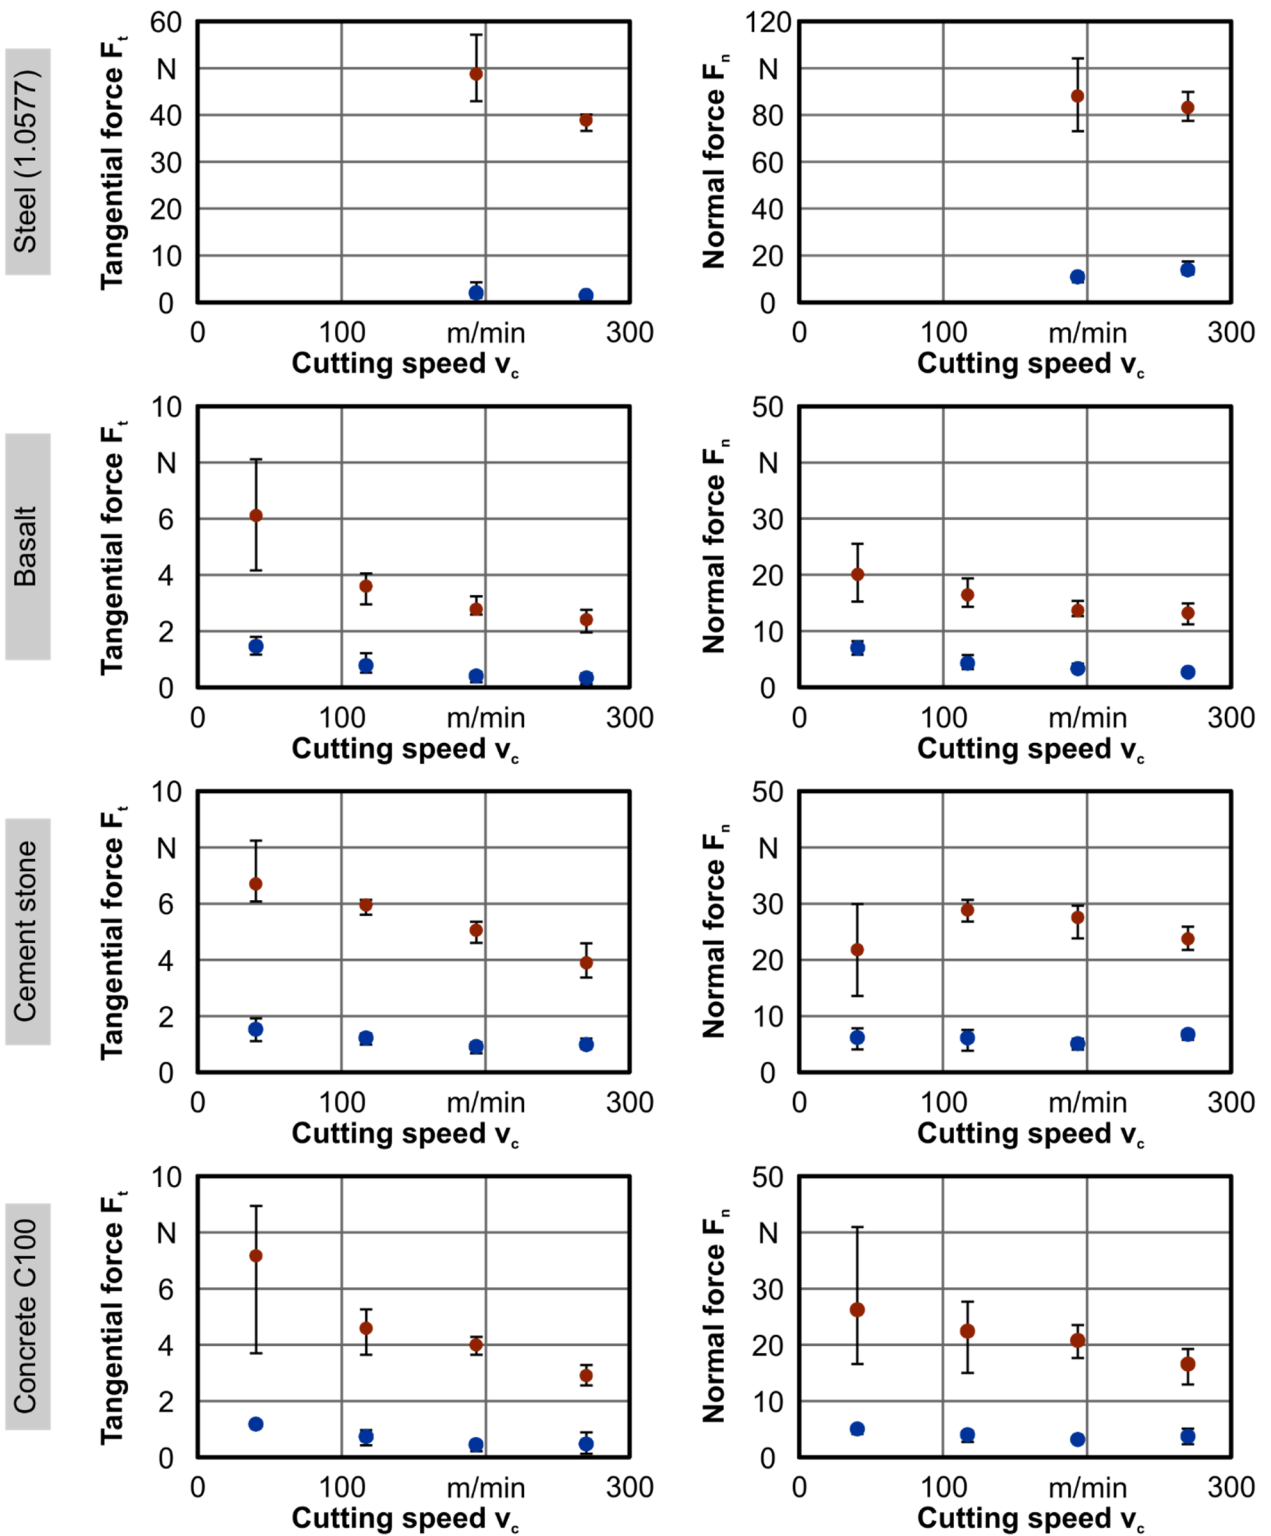 Steel (1.0577)
Tangential force Ft
60
N
40
30
20
10
0
0 100 m/min 300
Cutting speed vc
Normal force Fn
120
N
80
60
40
20
0
0 100 m/min 300
Cutting speed vc
Basalt
Tangential force Ft
10
N
6
4
2
0
0 100 m/min 300
Cutting speed vc
Normal force Fn
50
N
30
20
10
0
0 100 m/min 300
Cutting speed vc
Cement stone
Tangential force Ft
10
N
6
4
2
0
0 100 m/min 300
Cutting speed vc
Normal force Fn
50
N
30
20
10
0
0 100 m/min 300
Cutting speed vc
Concrete C100
Tangential force Ft
10
N
6
4
2
0
0 100 m/min 300
Cutting speed vc
Normal force Fn
50
N
30
20
10
0
0 100 m/min 300
Cutting speed vc